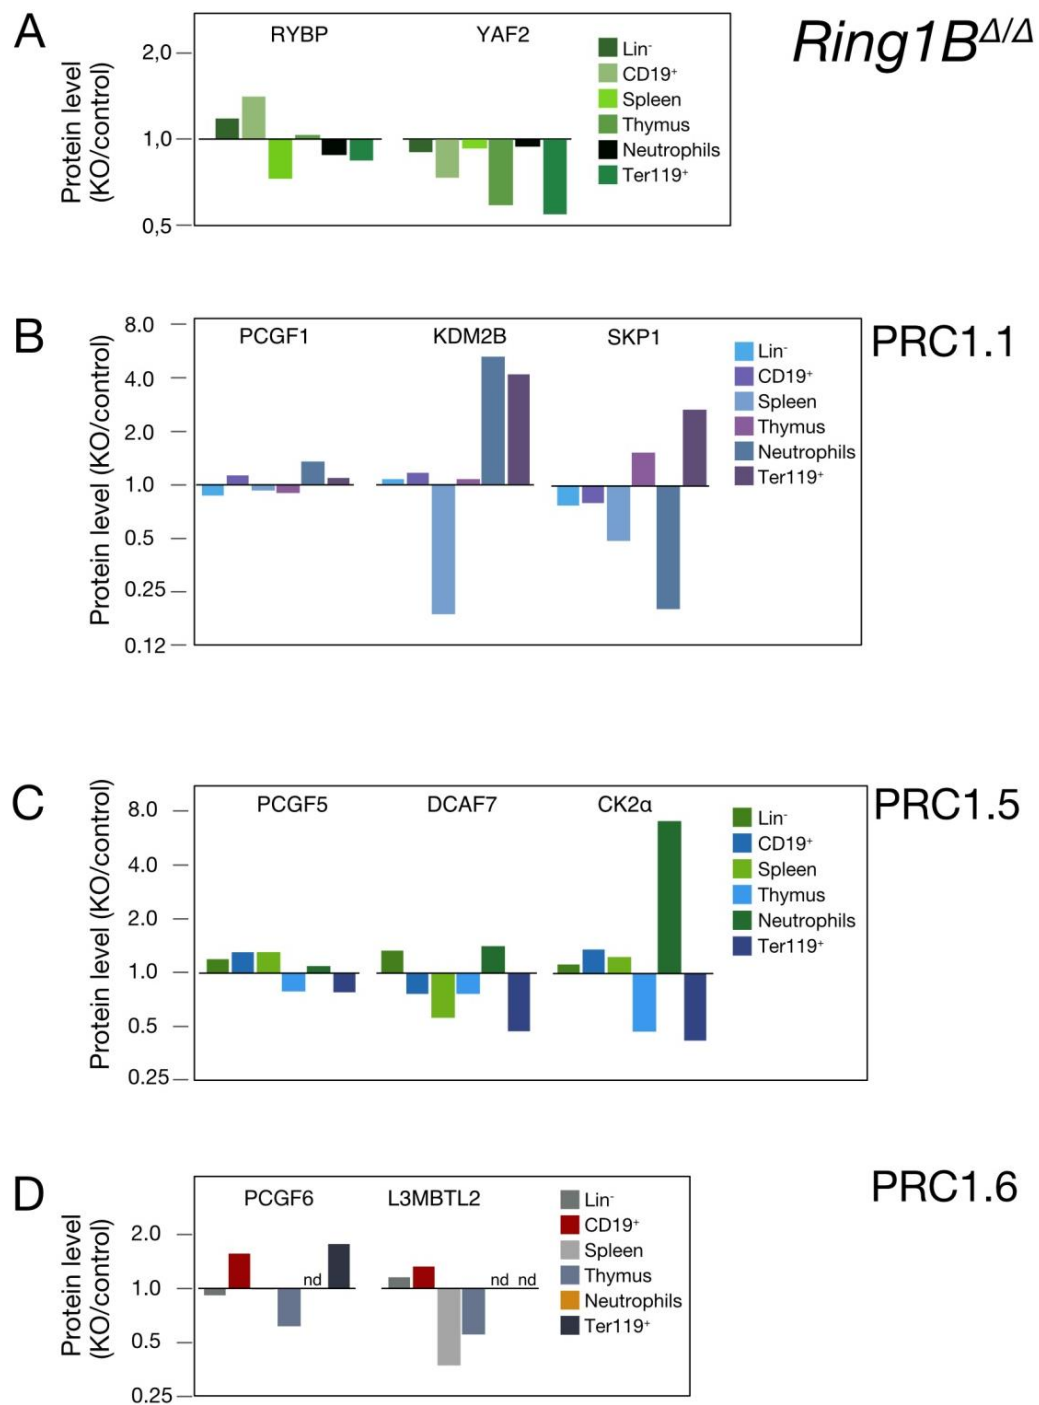 A
Ring1BΔ/Δ
RYBP
YAF2
Protein level
(KO/control)
2,0
1,0
0,5
Lin-
CD19+
Spleen
Thymus
Neutrophils
Ter119+
B
PRC1.1
PCGF1
KDM2B
SKP1
Protein level (KO/control)
8.0
4.0
2.0
1.0
0.5
0.25
0.12
Lin-
CD19+
Spleen
Thymus
Neutrophils
Ter119+
C
PRC1.5
PCGF5
DCAF7
CK2α
Protein level (KO/control)
8.0
4.0
2.0
1.0
0.5
0.25
Lin-
CD19+
Spleen
Thymus
Neutrophils
Ter119+
D
PRC1.6
PCGF6
L3MBTL2
Protein level
(KO/control)
2.0
1.0
0.5
0.25
nd
nd nd
Lin-
CD19+
Spleen
Thymus
Neutrophils
Ter119+